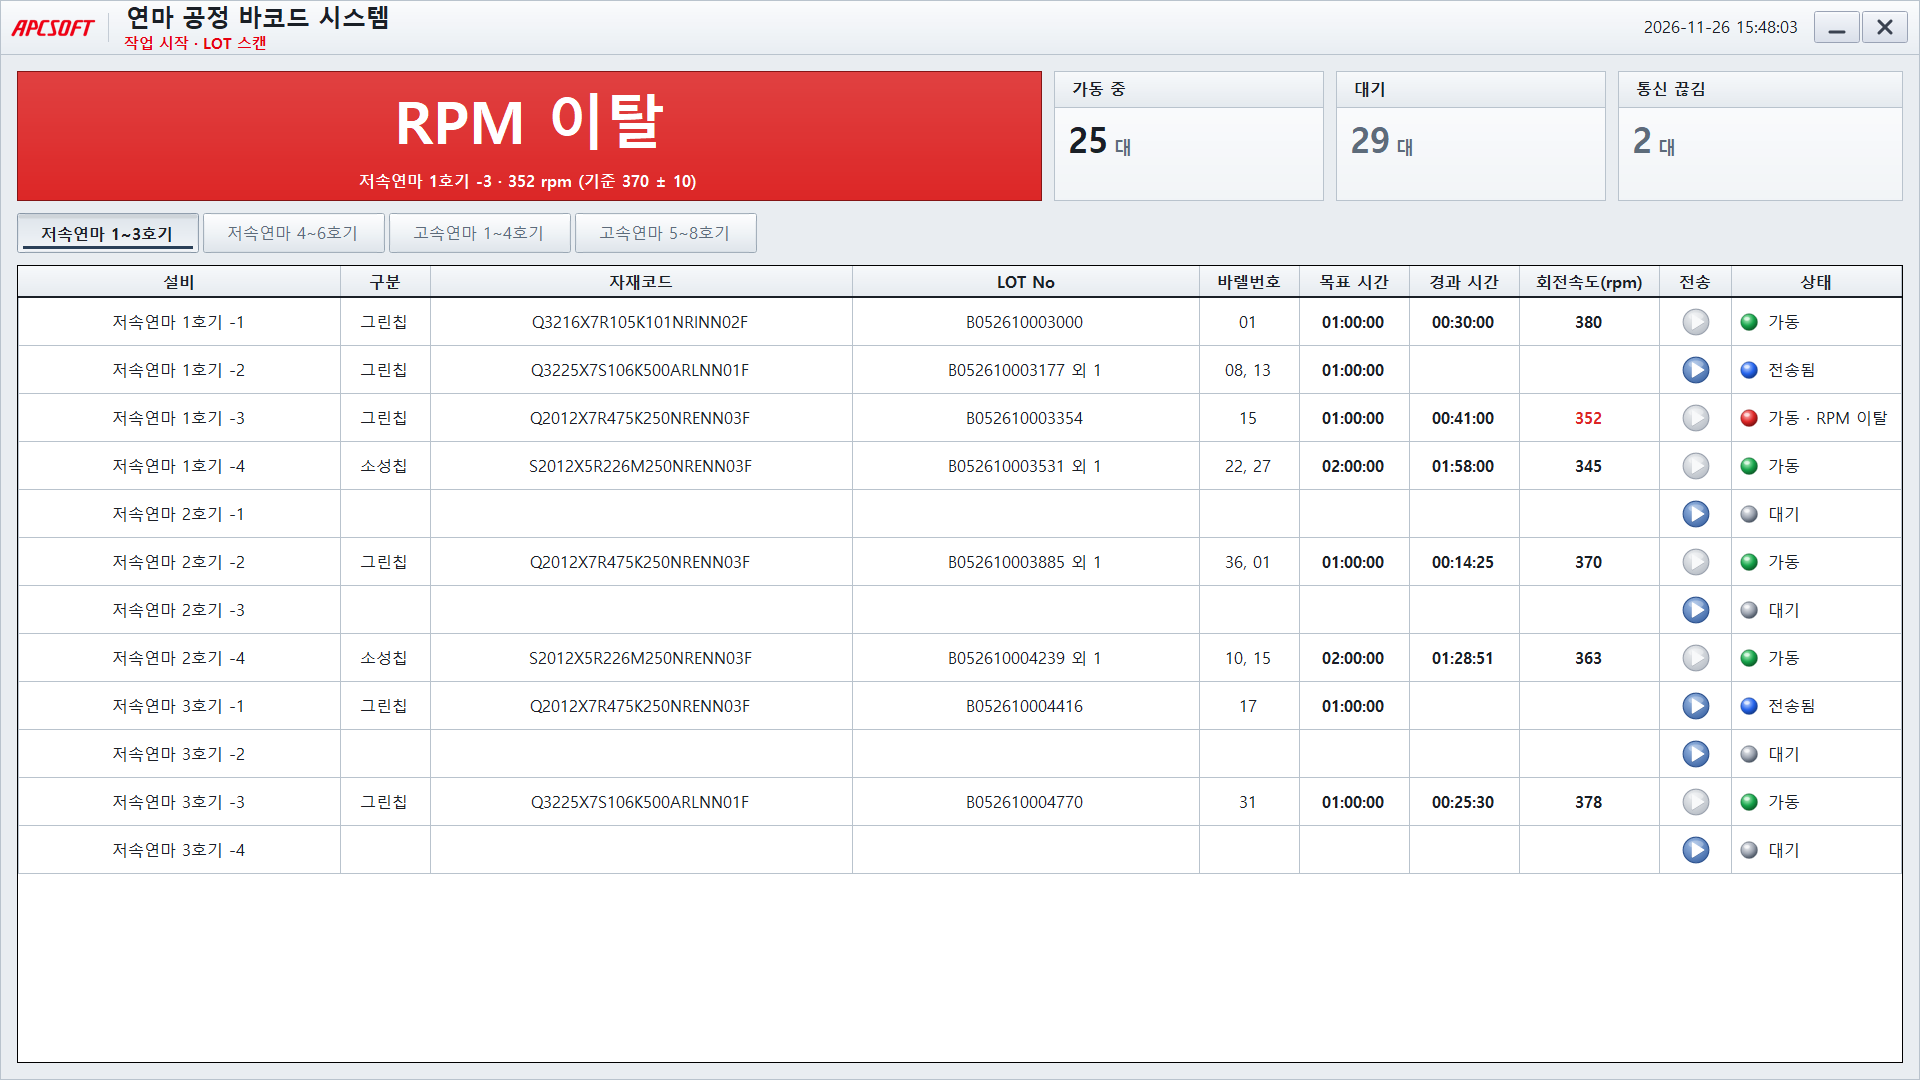 APCSOFT
연마 공정 바코드 시스템
작업 시작 · LOT 스캔
2026-11-26 15:48:03
RPM 이탈
저속연마 1호기 -3 · 352 rpm (기준 370 ± 10)
가동 중
25 대
대기
29 대
통신 끊김
2 대
저속연마 1~3호기 저속연마 4~6호기 고속연마 1~4호기 고속연마 5~8호기
설비 구분 자재코드 LOT No 바렐번호 목표 시간 경과 시간 회전속도(rpm) 전송 상태
저속연마 1호기 -1 그린칩 Q3216X7R105K101NRINN02F B052610003000 01 01:00:00 00:30:00 380 가동
저속연마 1호기 -2 그린칩 Q3225X7S106K500ARLNN01F B052610003177 외 1 08, 13 01:00:00 전송됨
저속연마 1호기 -3 그린칩 Q2012X7R475K250NRENN03F B052610003354 15 01:00:00 00:41:00 352 가동 · RPM 이탈
저속연마 1호기 -4 소성칩 S2012X5R226M250NRENN03F B052610003531 외 1 22, 27 02:00:00 01:58:00 345 가동
저속연마 2호기 -1 대기
저속연마 2호기 -2 그린칩 Q2012X7R475K250NRENN03F B052610003885 외 1 36, 01 01:00:00 00:14:25 370 가동
저속연마 2호기 -3 대기
저속연마 2호기 -4 소성칩 S2012X5R226M250NRENN03F B052610004239 외 1 10, 15 02:00:00 01:28:51 363 가동
저속연마 3호기 -1 그린칩 Q2012X7R475K250NRENN03F B052610004416 17 01:00:00 전송됨
저속연마 3호기 -2 대기
저속연마 3호기 -3 그린칩 Q3225X7S106K500ARLNN01F B052610004770 31 01:00:00 00:25:30 378 가동
저속연마 3호기 -4 대기